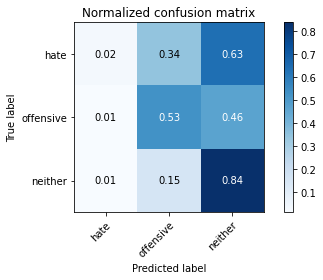 Normalized confusion matrix
True label
hate 0.02 0.34 0.63
offensive 0.01 0.53 0.46
neither 0.01 0.15 0.84
hate offensive neither
Predicted label
0.8
0.7
0.6
0.5
0.4
0.3
0.2
0.1